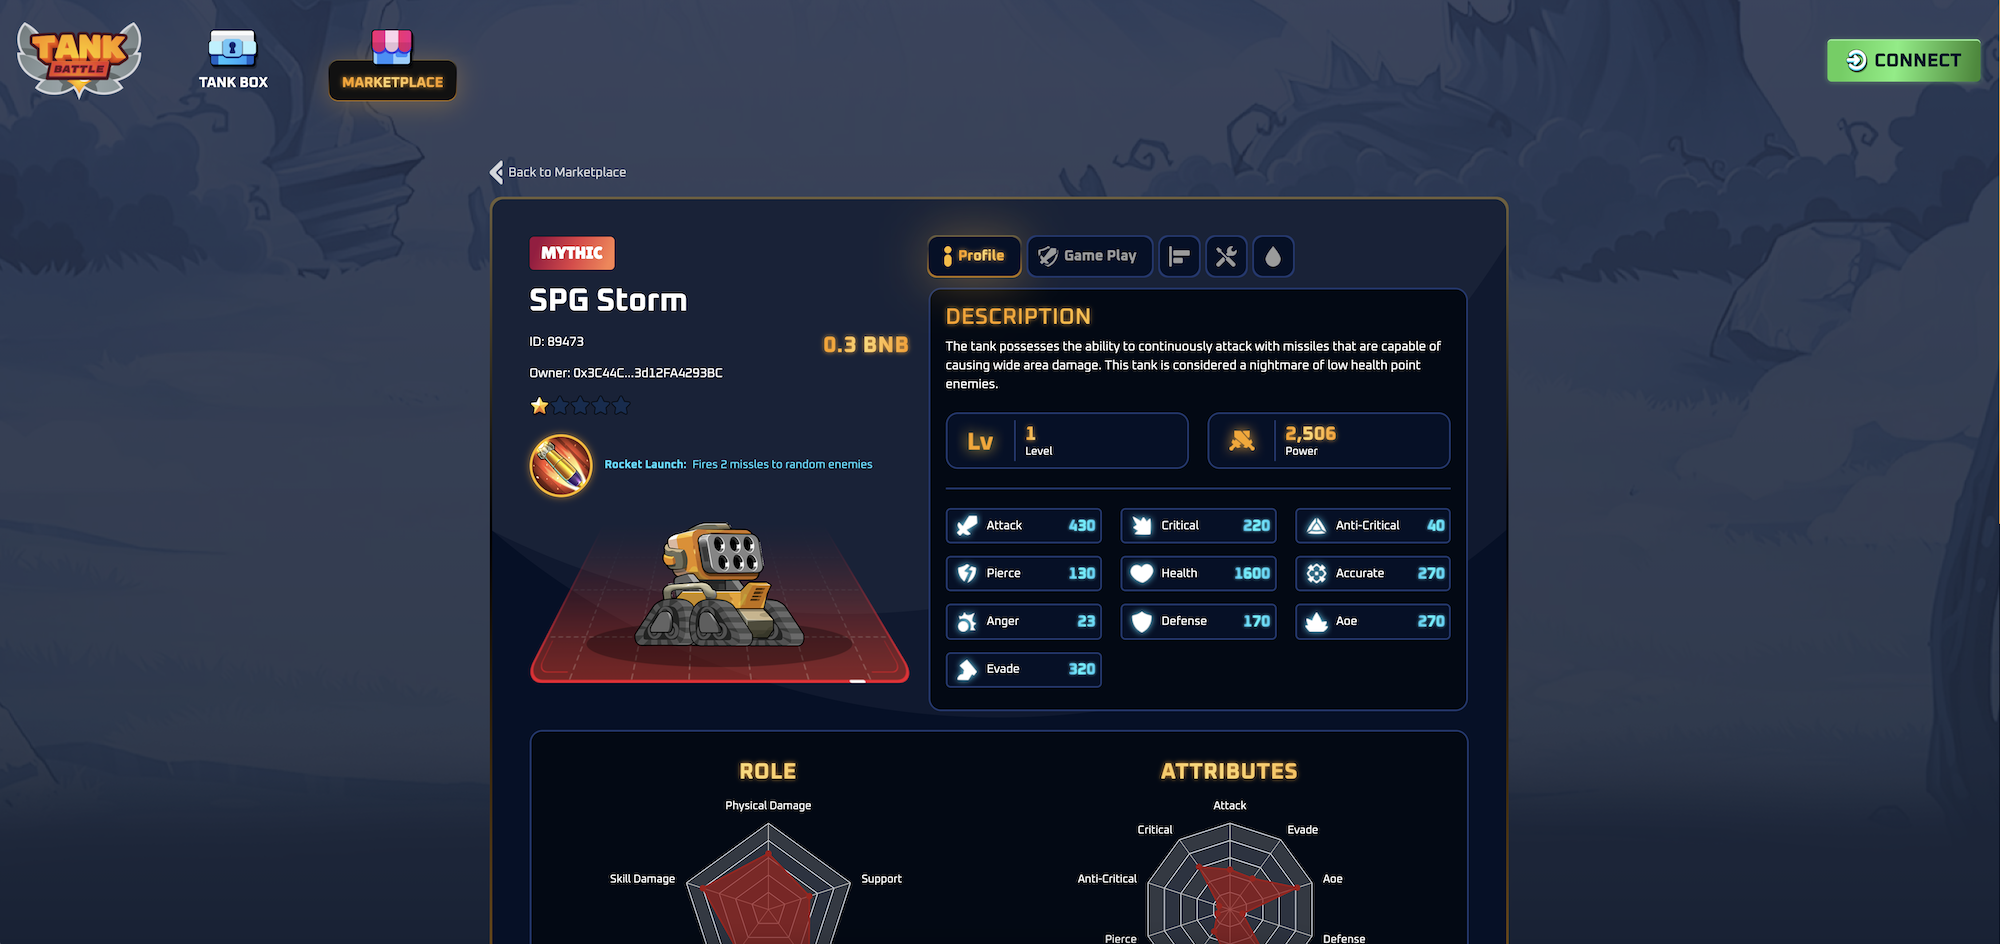 TANK
BATTLE
TANK BOX
MARKETPLACE
CONNECT
Back to Marketplace
MYTHIC
SPG Storm
ID: 89473
0.3 BNB
Owner: 0x3C44C...3d12FA4293BC
Rocket Launch: Fires 2 missles to random enemies
Profile
Game Play
DESCRIPTION
The tank possesses the ability to continuously attack with missiles that are capable of
causing wide area damage. This tank is considered a nightmare of low health point
enemies.
Lv
1
Level
2,506
Power
Attack 430
Critical 220
Anti-Critical 40
Pierce 130
Health 1600
Accurate 270
Anger 23
Defense 170
Aoe 270
Evade 320
ROLE
Physical Damage
Skill Damage
Support
ATTRIBUTES
Attack
Critical
Evade
Anti-Critical
Aoe
Pierce
Defense